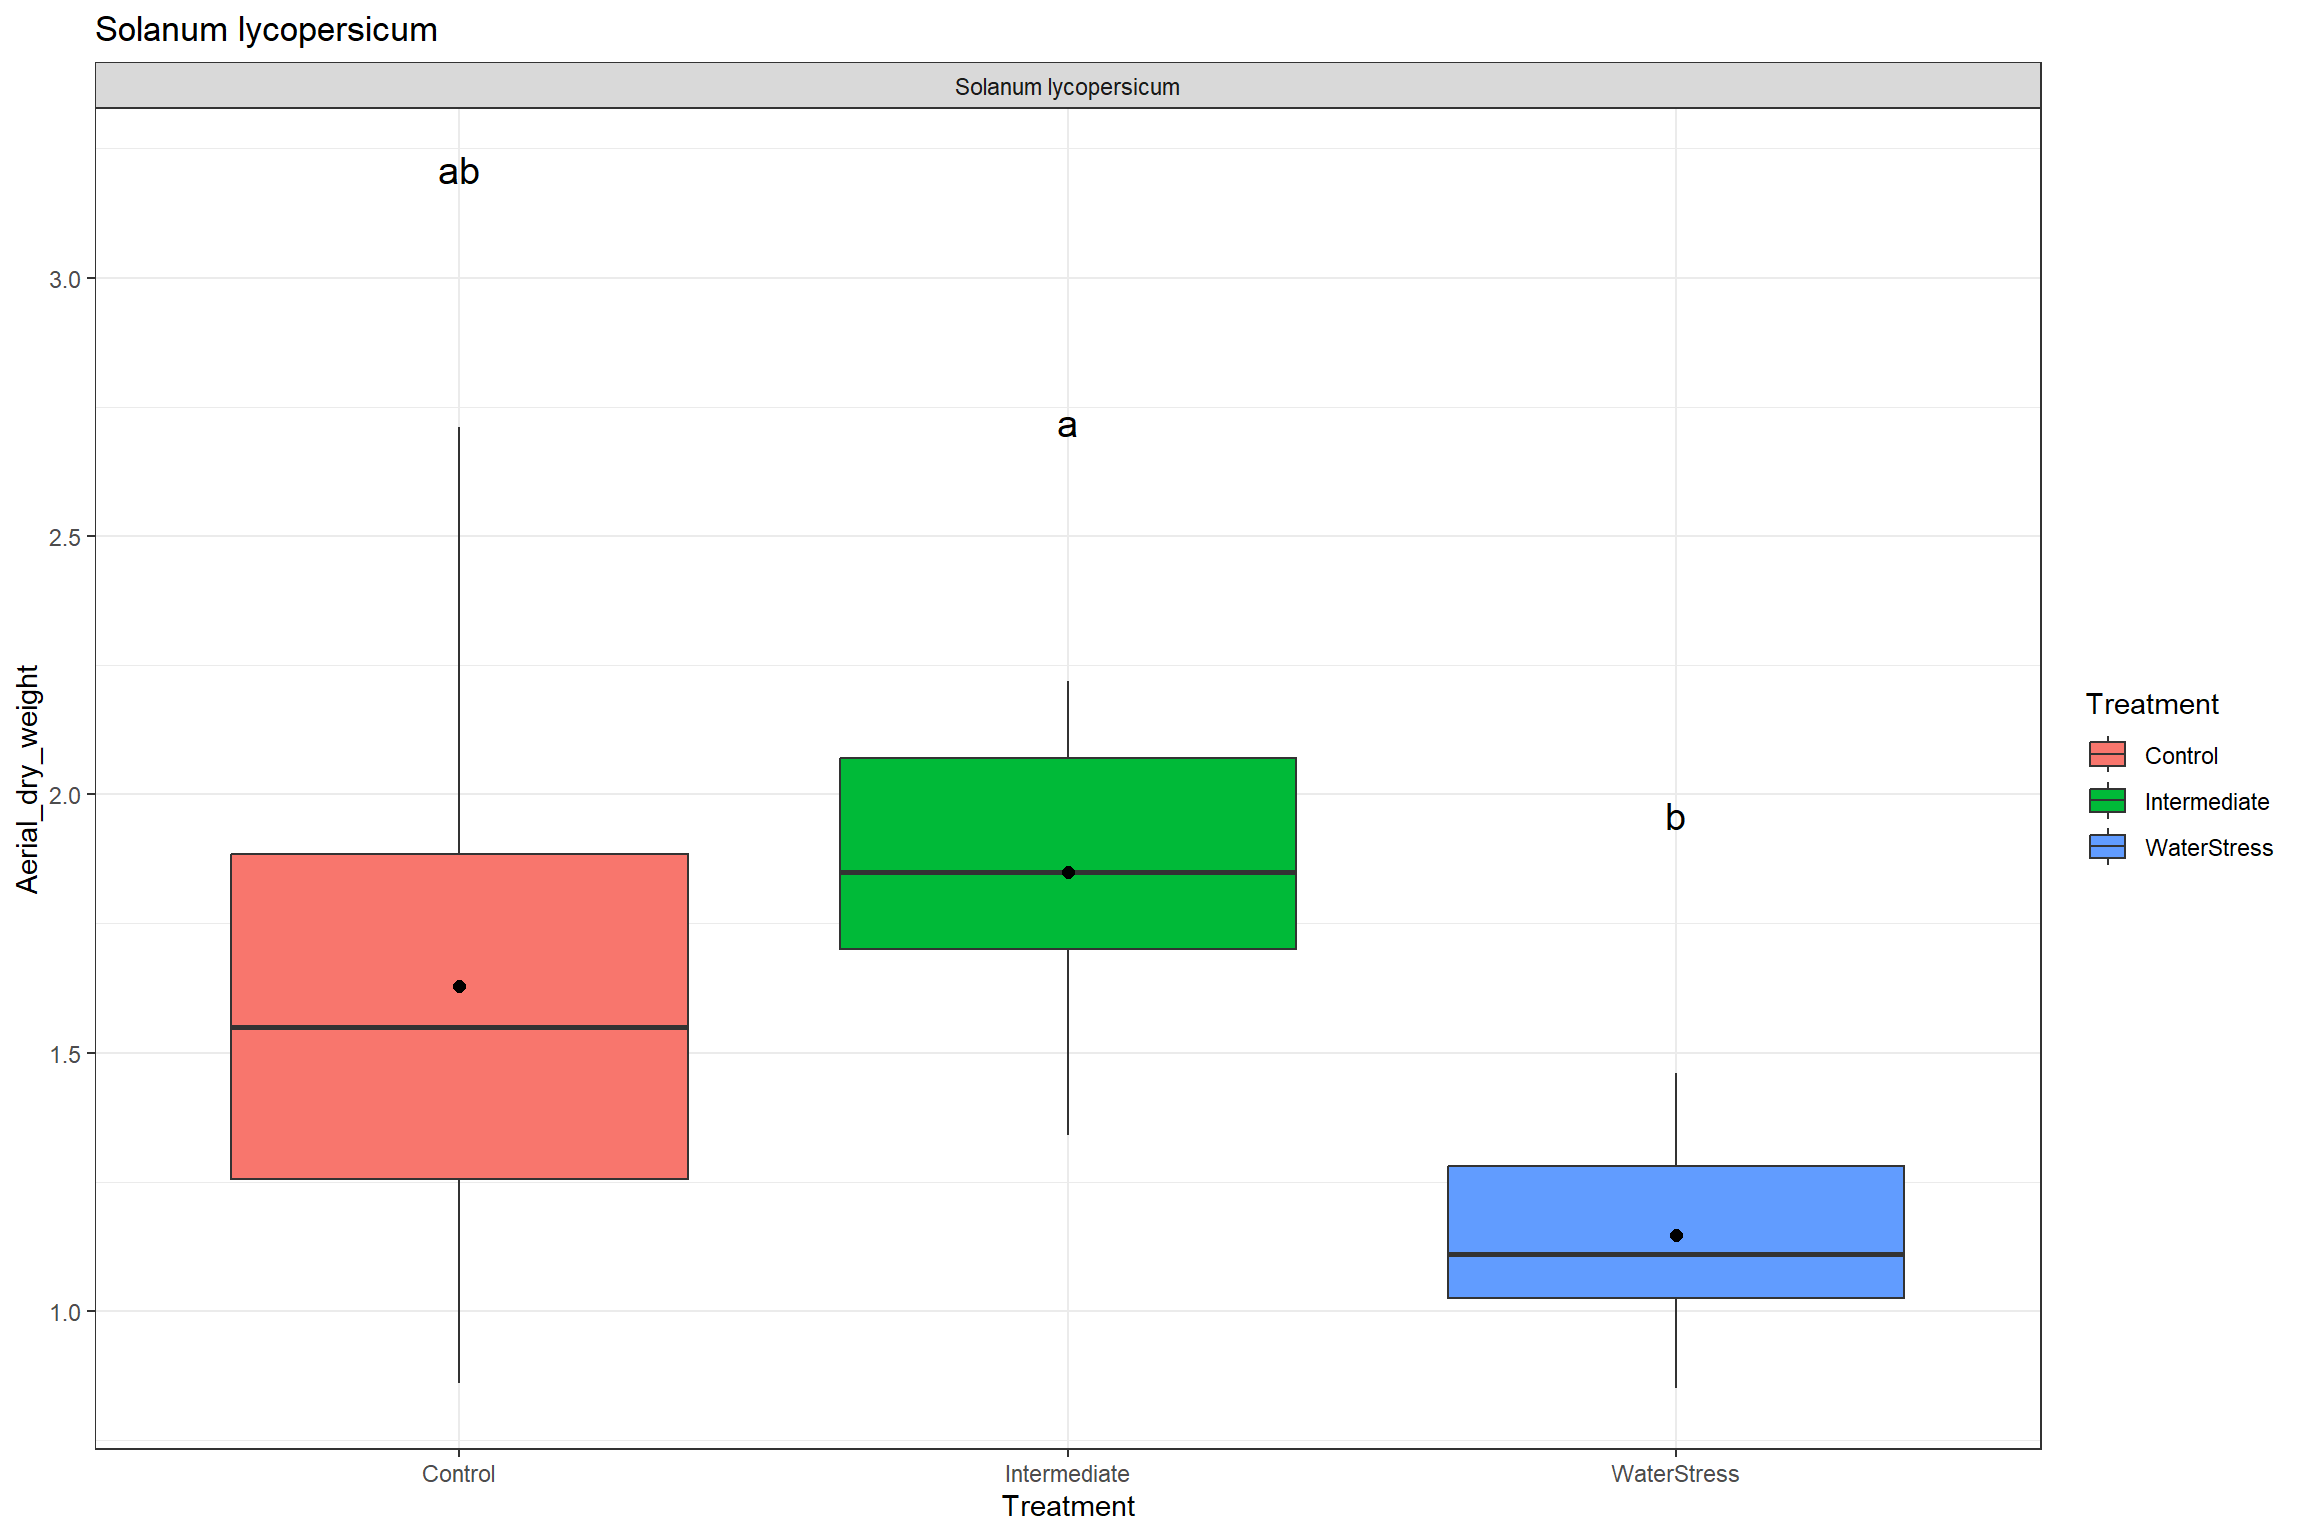 Solanum lycopersicum
Solanum lycopersicum
ab
a
b
3.0
2.5
2.0
1.5
1.0
Aerial_dry_weight
Control
Intermediate
WaterStress
Treatment
Treatment
Control
Intermediate
WaterStress